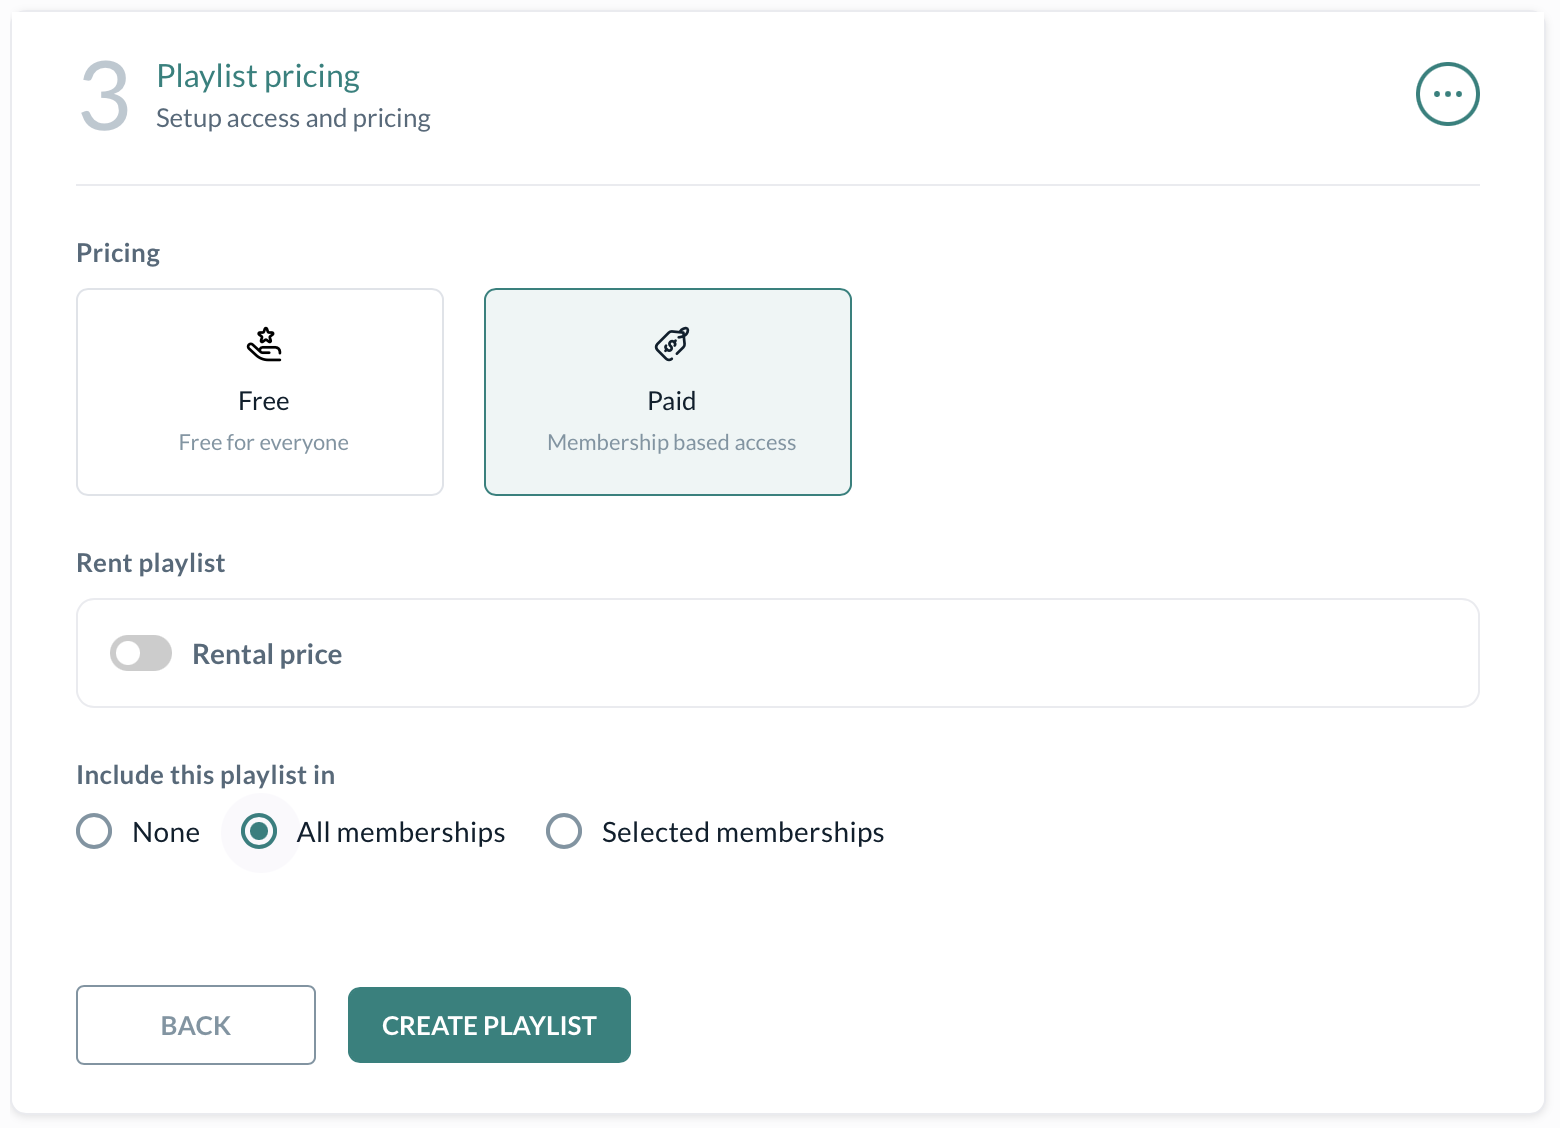 3
Playlist pricing
Setup access and pricing
Pricing
Free
Free for everyone
Paid
Membership based access
Rent playlist
Rental price
Include this playlist in
None
All memberships
Selected memberships
BACK
CREATE PLAYLIST